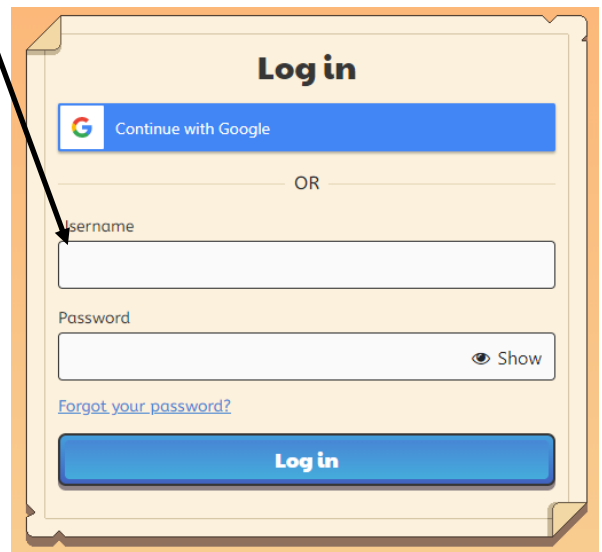 Log in
Continue with Google
OR
Username
Password
Show
Forgot your password?
Log in